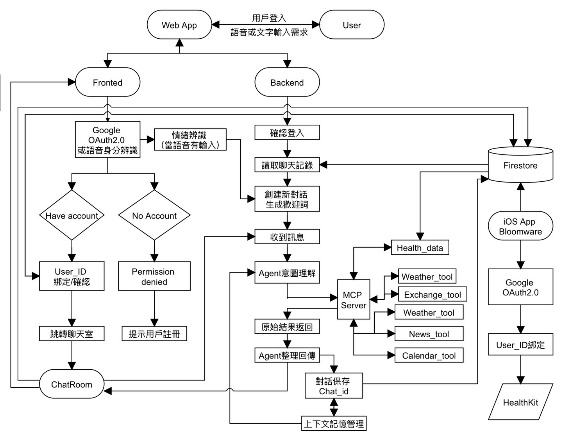 Web App
用戶登入
語音或文字輸入需求
User
Fronted
Backend
Google
OAuth2.0
或語音身分辨識
情緒辨識
(當語音有輸入)
確認登入
讀取聊天記錄
Firestore
創建新對話
生成歡迎詞
Have account
No Account
收到訊息
Health_data
iOS App
Bloomware
User_ID
綁定/確認
Permission
denied
Agent意圖理解
MCP
Server
Weather_tool
Exchange_tool
Weather_tool
News_tool
Calendar_tool
Google
OAuth2.0
跳轉聊天室
提示用戶註冊
原始結果返回
Agent整理回傳
User_ID綁定
ChatRoom
對話保存
Chat_id
HealthKit
上下文記憶管理